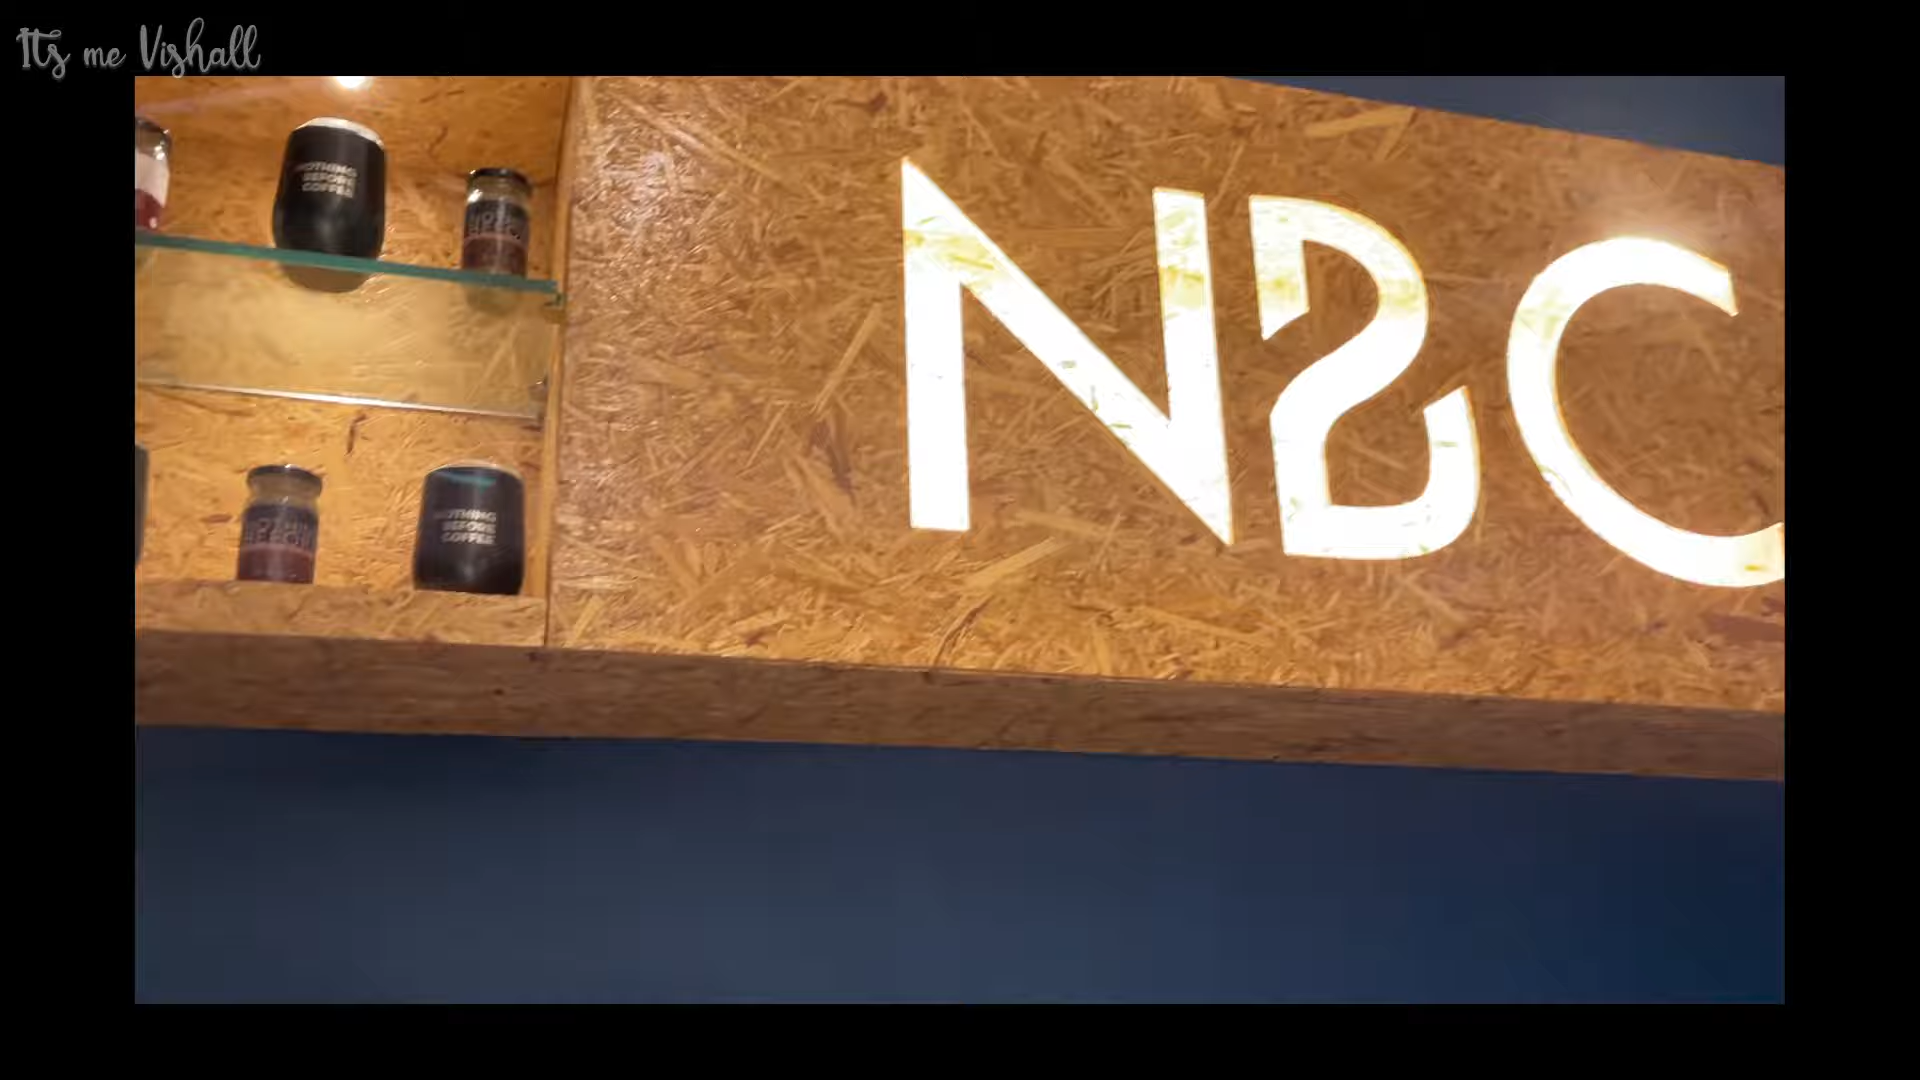 Its me Vishall
NOTHING
BEFORE
COFFEE
NBC
NOTHING
BEFORE
COFFEE